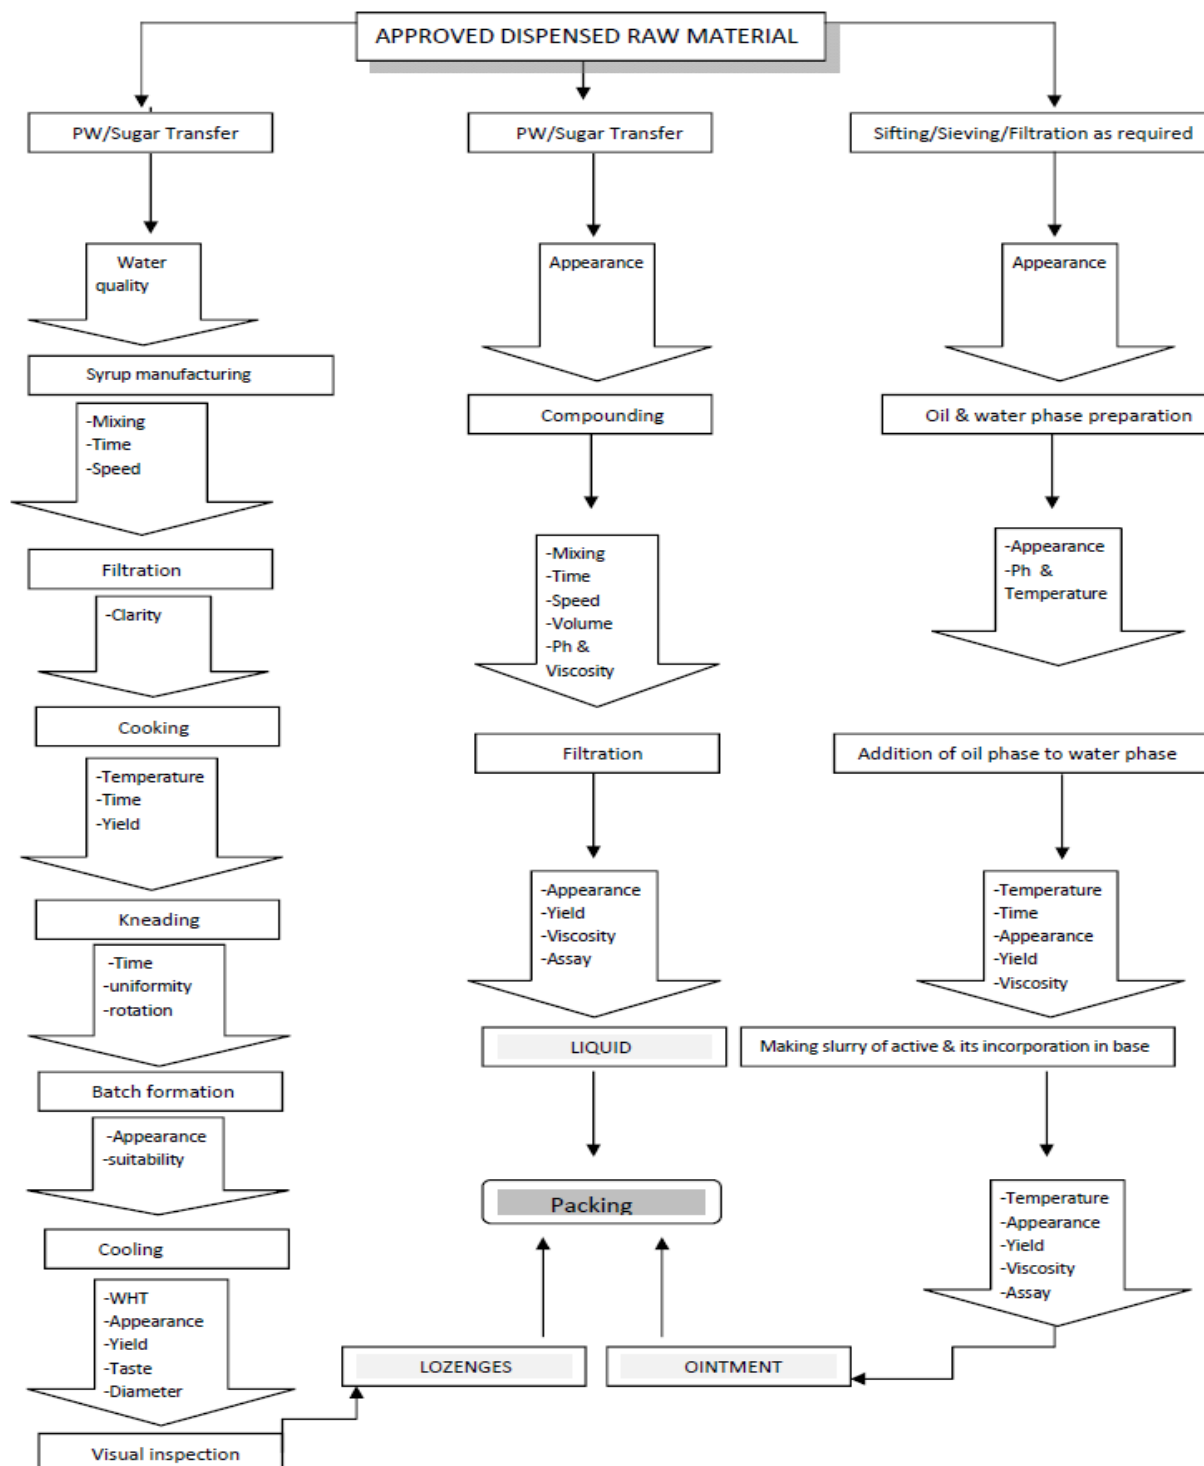 APPROVED DISPENSED RAW MATERIAL
PW/Sugar Transfer
Water
quality
Syrup manufacturing
-Mixing
-Time
-Speed
Filtration
-Clarity
Cooking
-Temperature
-Time
-Yield
Kneading
-Time
-uniformity
-rotation
Batch formation
-Appearance
-suitability
Cooling
-WHT
-Appearance
-Yield
-Taste
-Diameter
Visual inspection
LOZENGES
PW/Sugar Transfer
Appearance
Compounding
-Mixing
-Time
-Speed
-Volume
-Ph &
Viscosity
Filtration
-Appearance
-Yield
-Viscosity
-Assay
LIQUID
Packing
Sifting/Sieving/Filtration as required
Appearance
Oil & water phase preparation
-Appearance
-Ph &
Temperature
Addition of oil phase to water phase
-Temperature
-Time
-Appearance
-Yield
-Viscosity
Making slurry of active & its incorporation in base
-Temperature
-Appearance
-Yield
-Viscosity
-Assay
OINTMENT